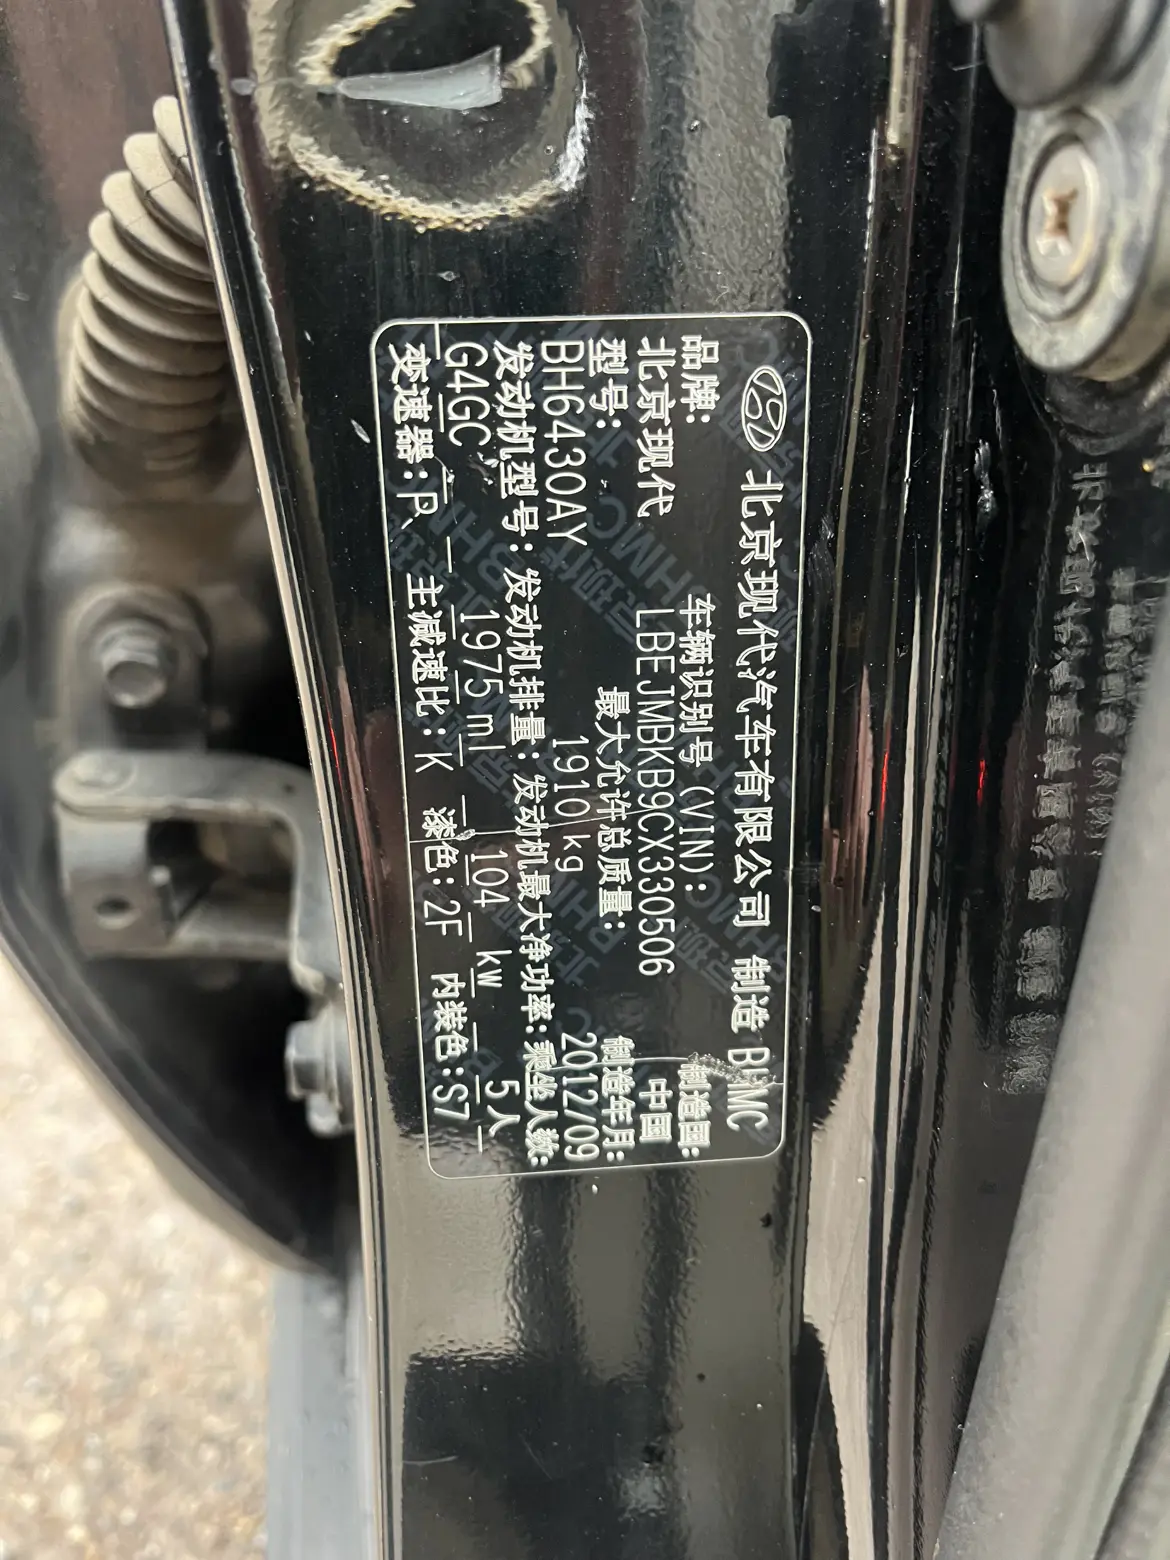 北京现代汽车有限公司 制造 BHMC
品牌: 车辆识别号(VIN): 制造国:
北京现代 LBEJMBKB9CX330506 中国
型号: 最大允许总质量: 制造年月:
BH6430AY 1910kg 2012/09
发动机型号: 发动机排量: 发动机最大净功率: 乘坐人数:
G4GC 1975ml 104 kw 5人
变速器:P、 主减速比:K 漆色:2F 内装色:S7